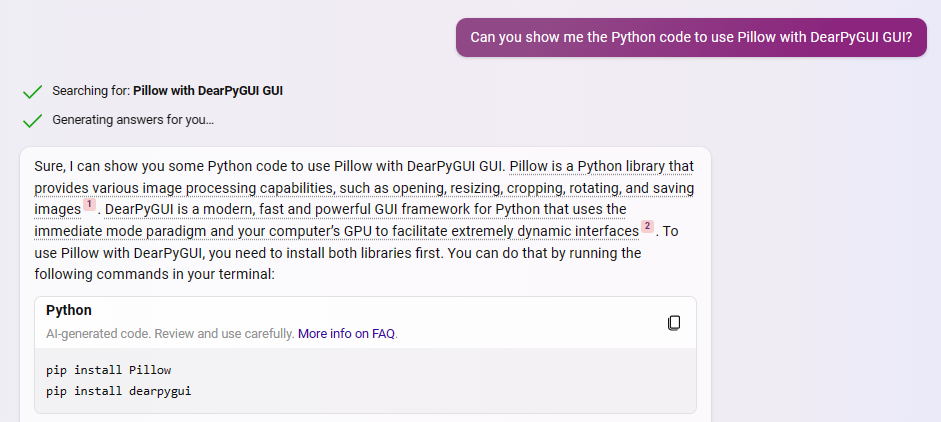 Can you show me the Python code to use Pillow with DearPyGUI GUI?
Searching for: Pillow with DearPyGUI GUI
Generating answers for you...
Sure, I can show you some Python code to use Pillow with DearPyGUI GUI. Pillow is a Python library that
provides various image processing capabilities, such as opening, resizing, cropping, rotating, and saving
images 1 . DearPyGUI is a modern, fast and powerful GUI framework for Python that uses the
immediate mode paradigm and your computer's GPU to facilitate extremely dynamic interfaces 2 . To
use Pillow with DearPyGUI, you need to install both libraries first. You can do that by running the
following commands in your terminal:
Python
AI-generated code. Review and use carefully. More info on FAQ.
pip install Pillow
pip install dearpygui